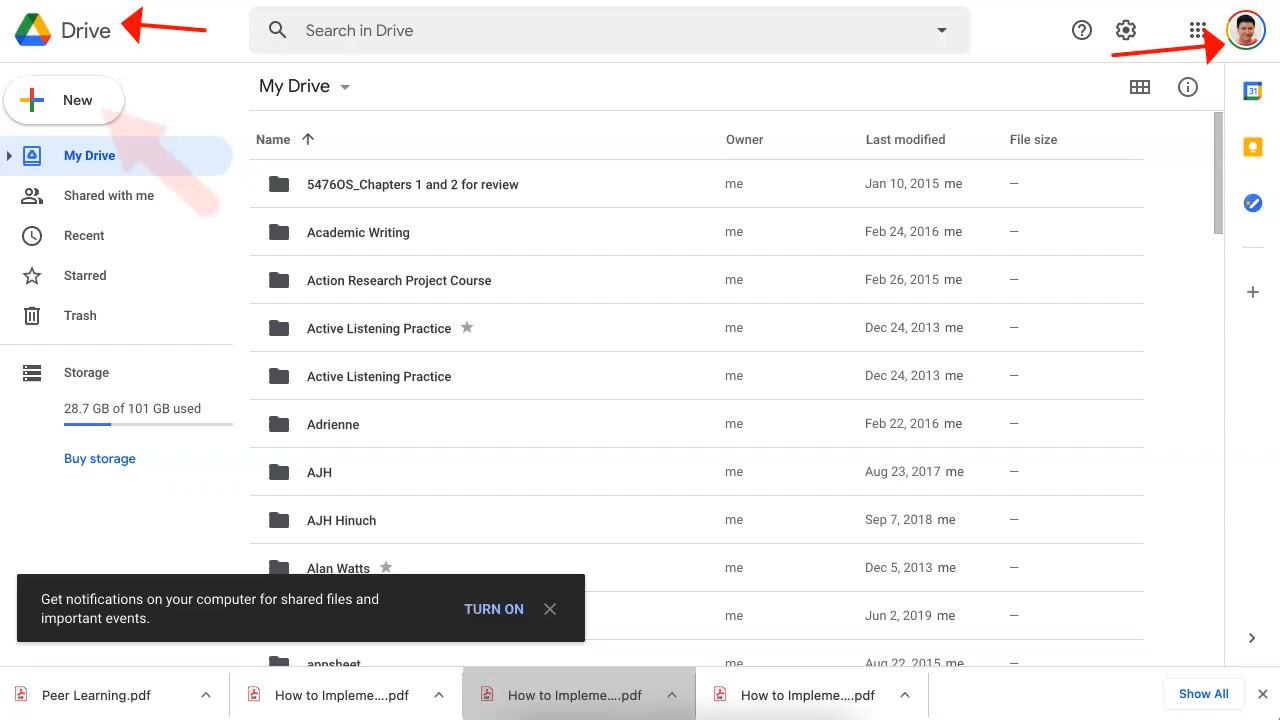 Drive
Search in Drive
New
My Drive
Shared with me
Recent
Starred
Trash
Storage
28.7 GB of 101 GB used
Buy storage
My Drive
Name Owner Last modified File size
5476OS_Chapters 1 and 2 for review me Jan 10, 2015 me —
Academic Writing me Feb 24, 2016 me —
Action Research Project Course me Feb 26, 2015 me —
Active Listening Practice me Dec 24, 2013 me —
Active Listening Practice me Dec 24, 2013 me —
Adrienne me Feb 22, 2016 me —
AJH me Aug 23, 2017 me —
AJH Hinuch me Sep 7, 2018 me —
Alan Watts me Dec 5, 2013 me —
me Jun 2, 2019 me —
appsheet me Aug 22, 2015 me —
31
Get notifications on your computer for shared files and
important events.
TURN ON
Peer Learning.pdf
How to Impleme....pdf
How to Impleme....pdf
How to Impleme....pdf
Show All